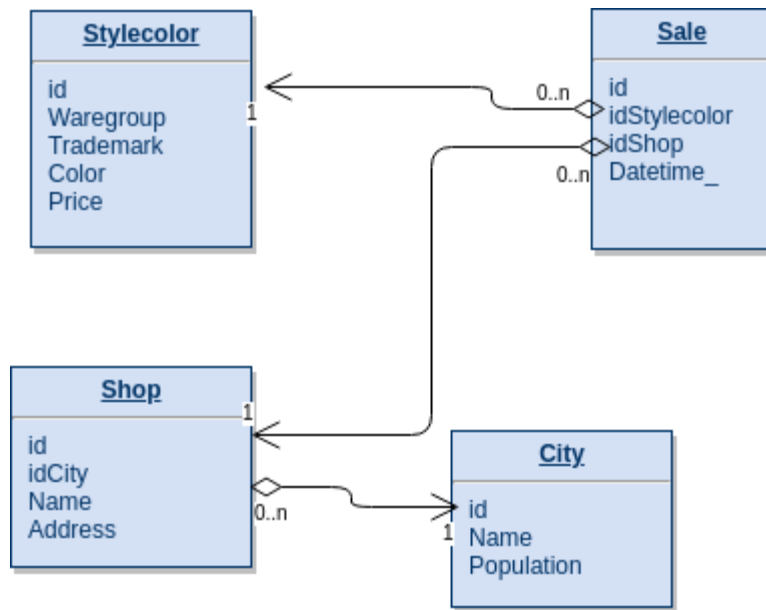 Stylecolor
id
Waregroup
Trademark
Color
Price
1
0..n
Sale
id
idStylecolor
idShop
Datetime_
0..n
Shop
id
idCity
Name
Address
1
0..n
City
id
Name
Population
1